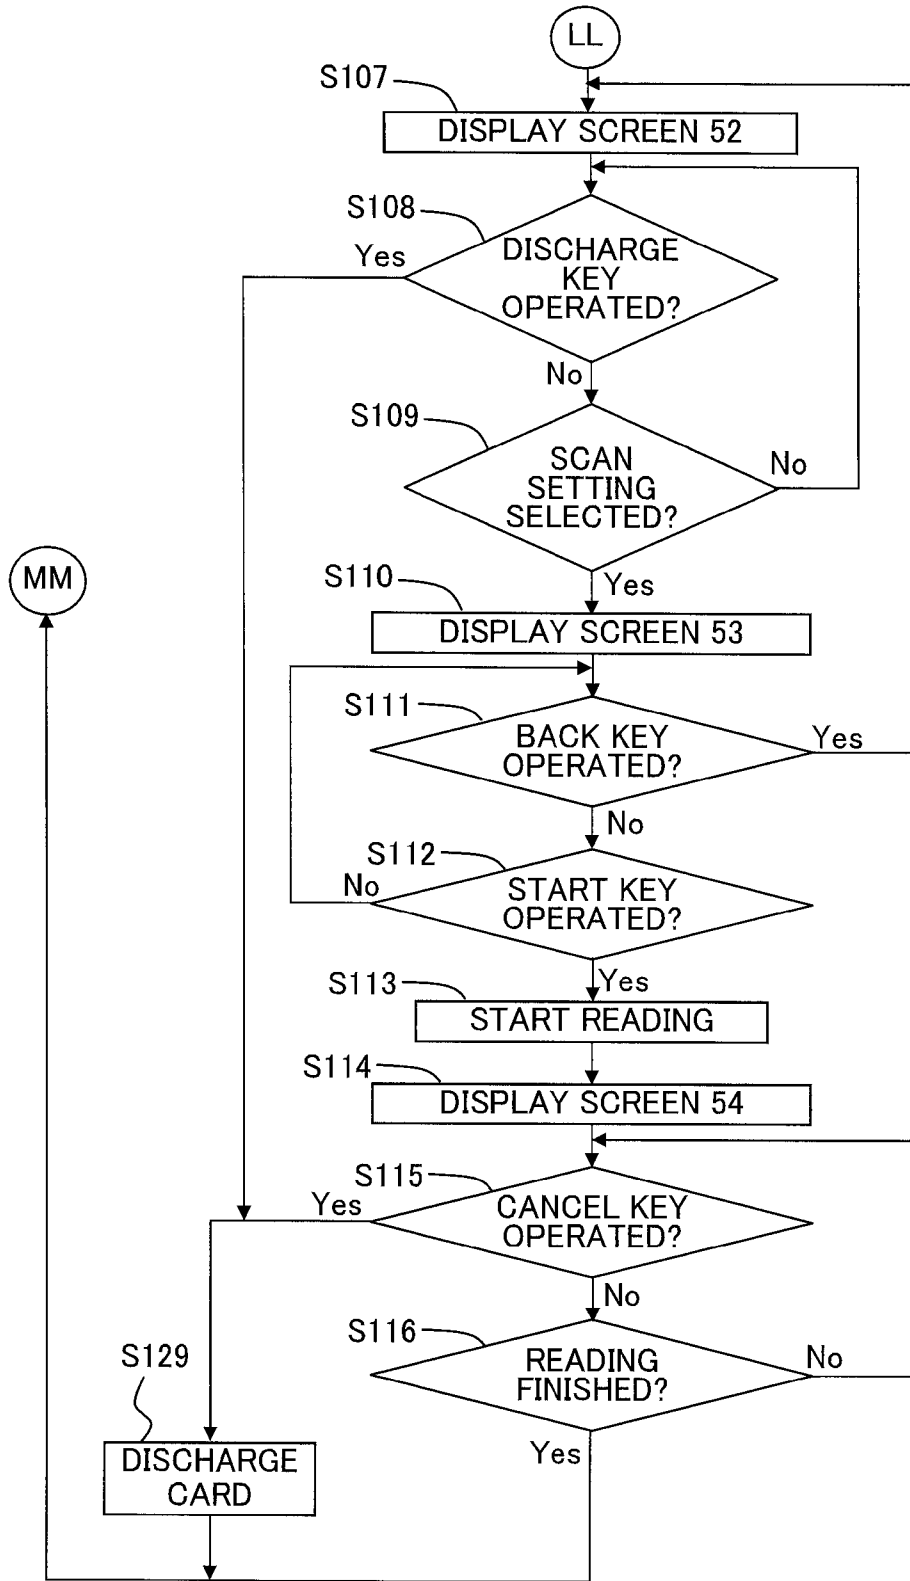 LL
S107
DISPLAY SCREEN 52
S108
Yes
DISCHARGE
KEY
OPERATED?
No
S109
SCAN
SETTING
SELECTED?
No
MM
S110
Yes
DISPLAY SCREEN 53
S111
BACK KEY
OPERATED?
Yes
No
S112
No
START KEY
OPERATED?
Yes
S113
START READING
S114
DISPLAY SCREEN 54
S115
Yes
CANCEL KEY
OPERATED?
No
S116
READING
FINISHED?
No
S129
Yes
DISCHARGE
CARD